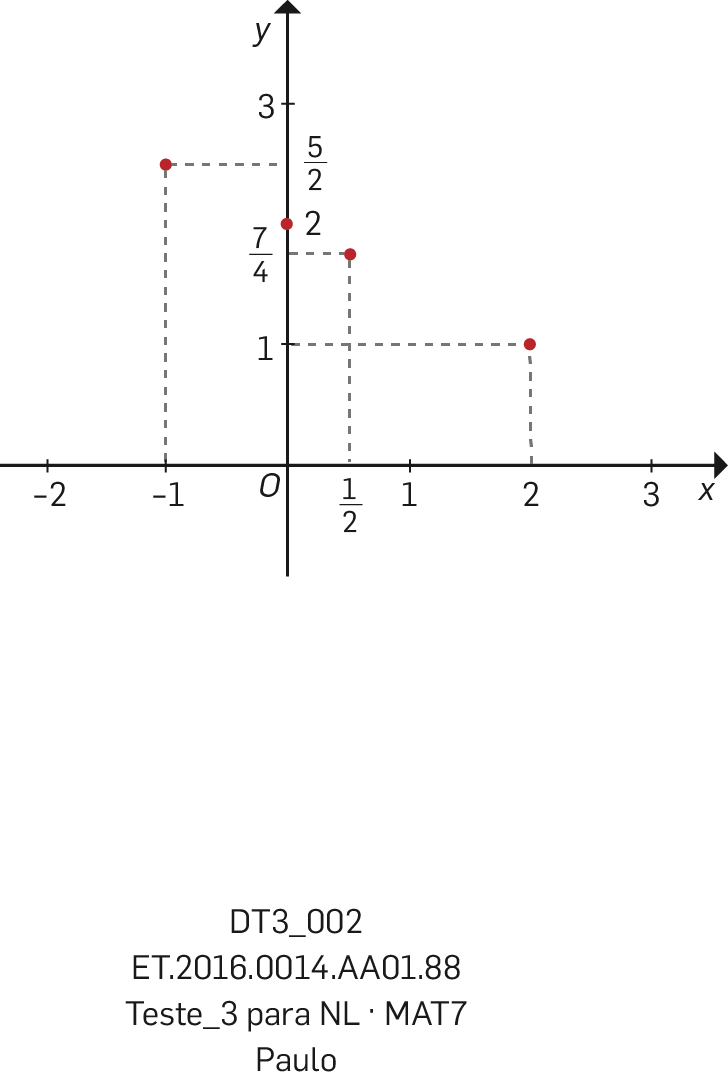 y
3
5/2
2
7/4
1
-2 -1 O 1/2 1 2 3 x
DT3_002
ET.2016.0014.AA01.88
Teste_3 para NL · MAT7
Paulo